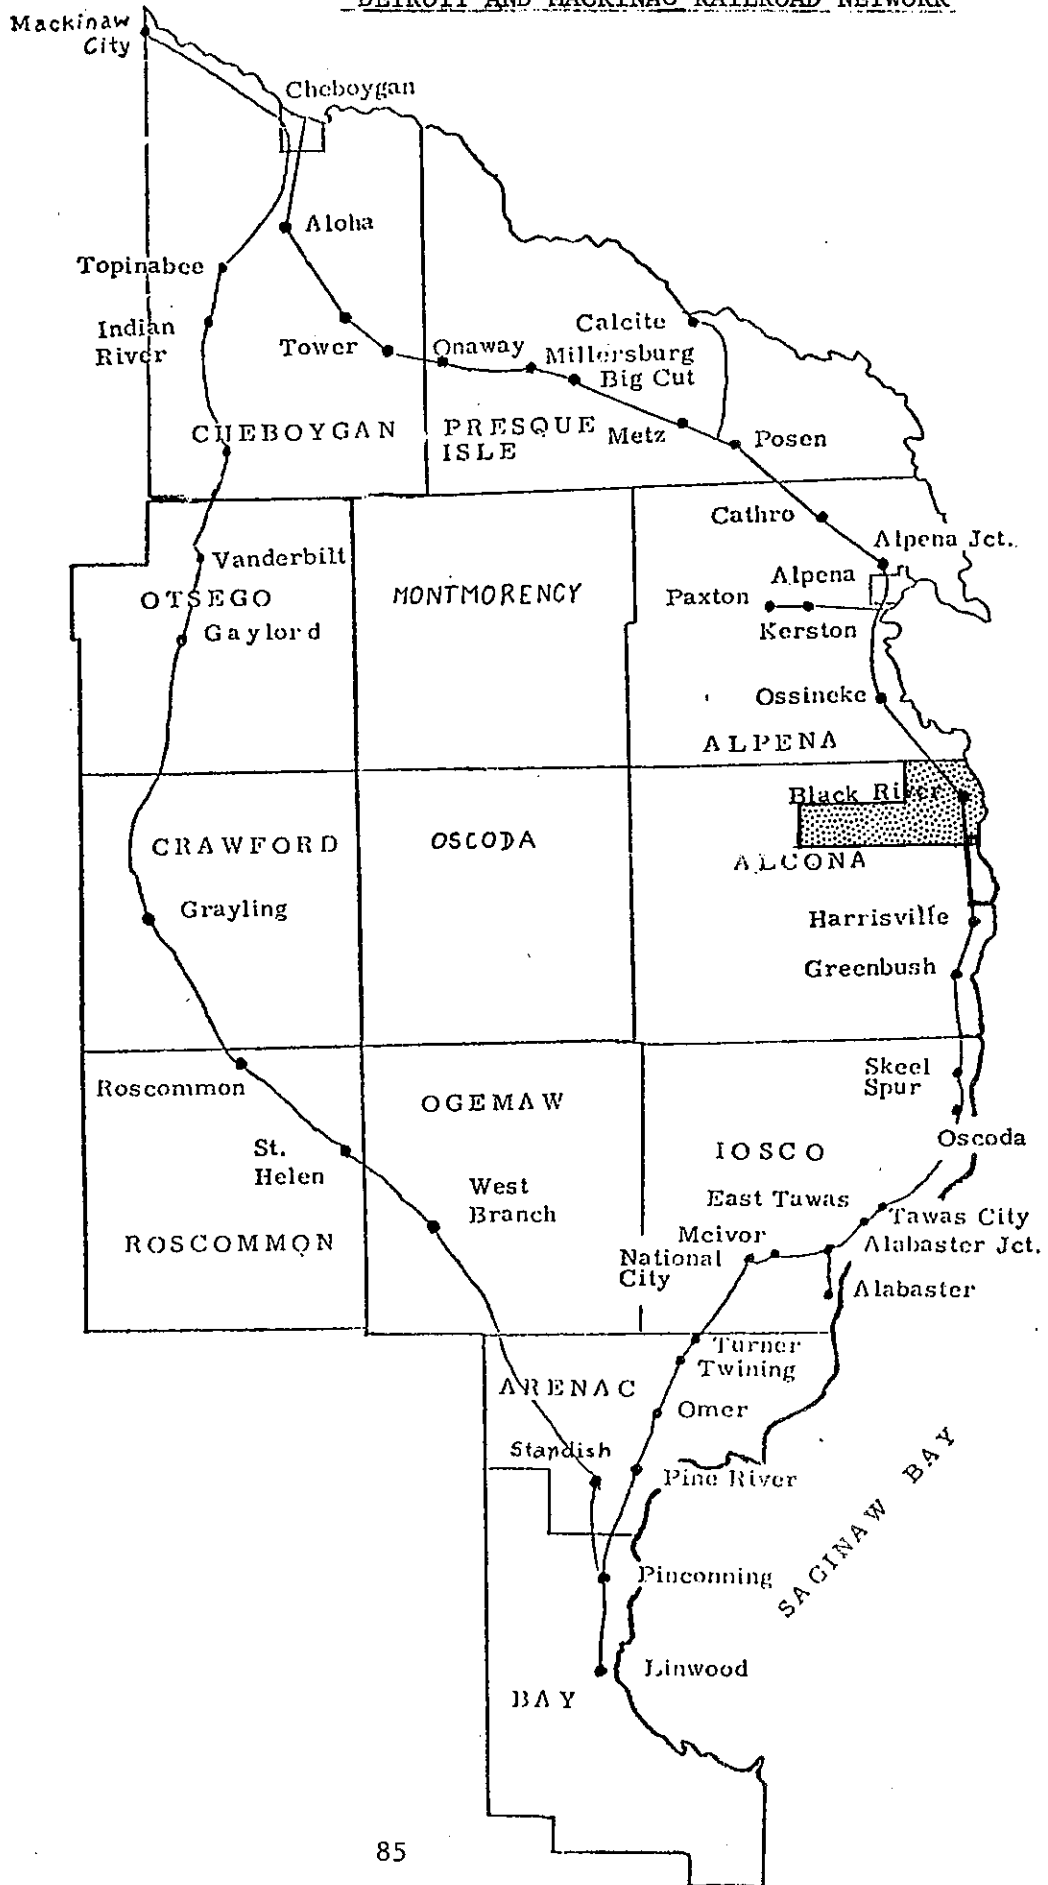 DETROIT AND MACKINAC RAILROAD NETWORK
Mackinaw
City
Cheboygan
Aloha
Topinabee
Indian
River
Tower
Onaway
Calcite
Millersburg
Big Cut
CHEBOYGAN
PRESQUE
ISLE
Metz
Posen
Cathro
Alpena Jct.
Vanderbilt
OTSEGO
MONTMORENCY
Alpena
Paxton
Kerston
Gaylord
Ossineke
ALPENA
Black River
CRAWFORD
OSCODA
ALCONA
Grayling
Harrisville
Greenbush
Skeel
Spur
Roscommon
OGEMAW
Oscoda
St.
Helen
IOSCO
West
Branch
East Tawas
Tawas City
ROSCOMMON
McIvor
National
City
Alabaster Jct.
Alabaster
Turner
Twining
ARENAC
Omer
Standish
Pine River
SAGINAW BAY
Pinconning
Linwood
BAY
85